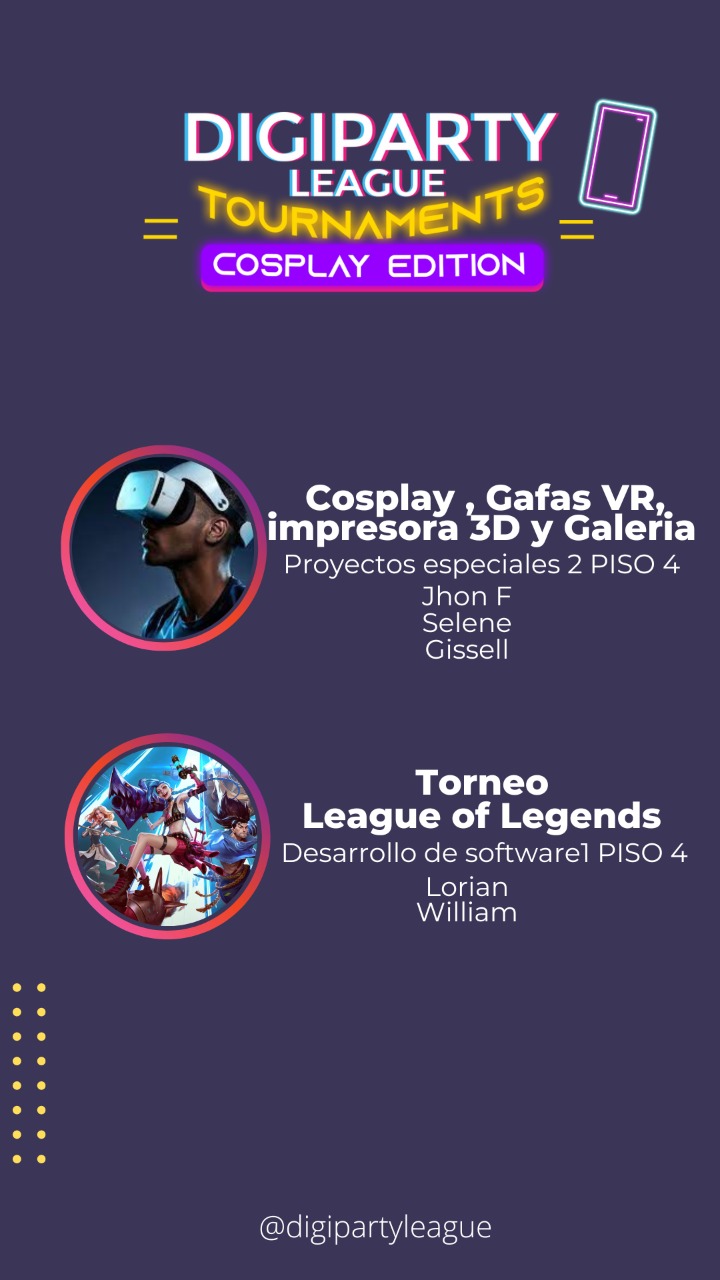 DIGIPARTY
LEAGUE
TOURNAMENTS
COSPLAY EDITION
Cosplay , Gafas VR,
impresora 3D y Galeria
Proyectos especiales 2 PISO 4
Jhon F
Selene
Gissell
Torneo
League of Legends
Desarrollo de software1 PISO 4
Lorian
William
@digipartyleague